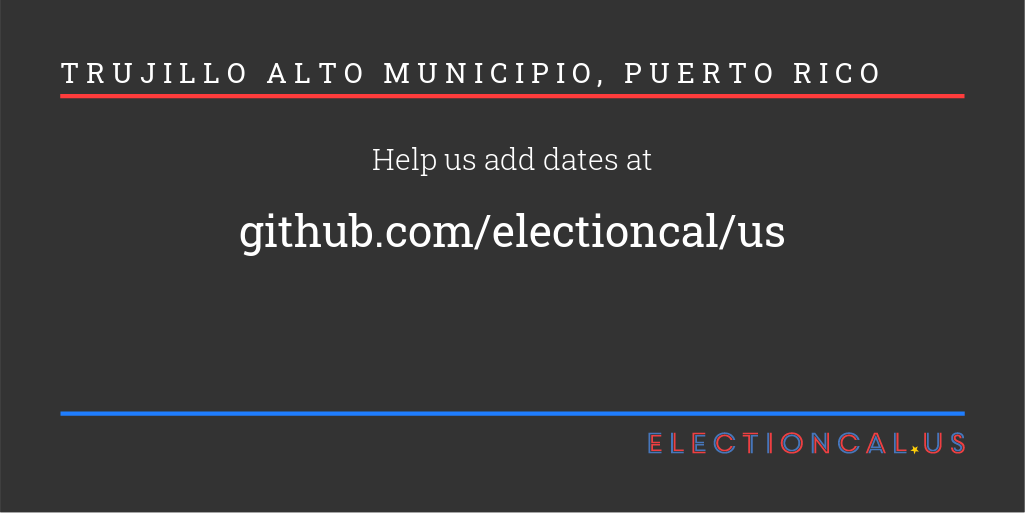 TRUJILLO ALTO MUNICIPIO, PUERTO RICO
Help us add dates at
github.com/electioncal/us
ELECTIONCAL.US